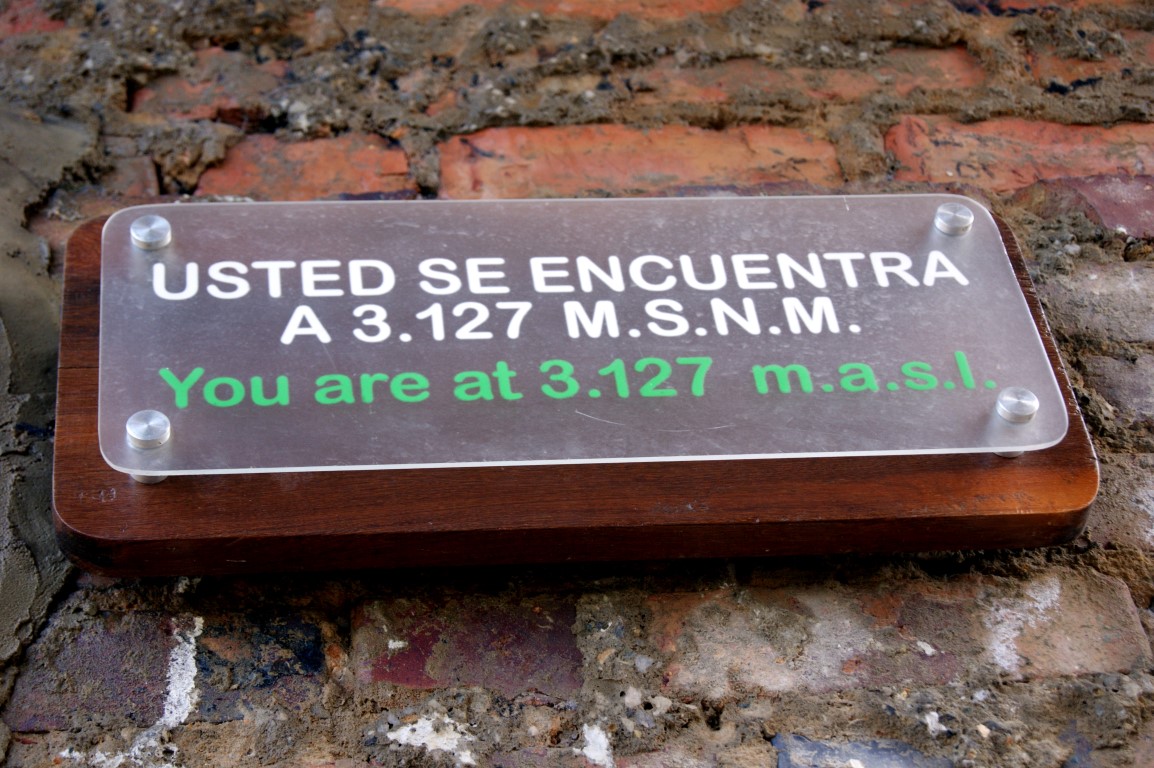 USTED SE ENCUENTRA
A 3.127 M.S.N.M.
You are at 3.127 m.a.s.l.